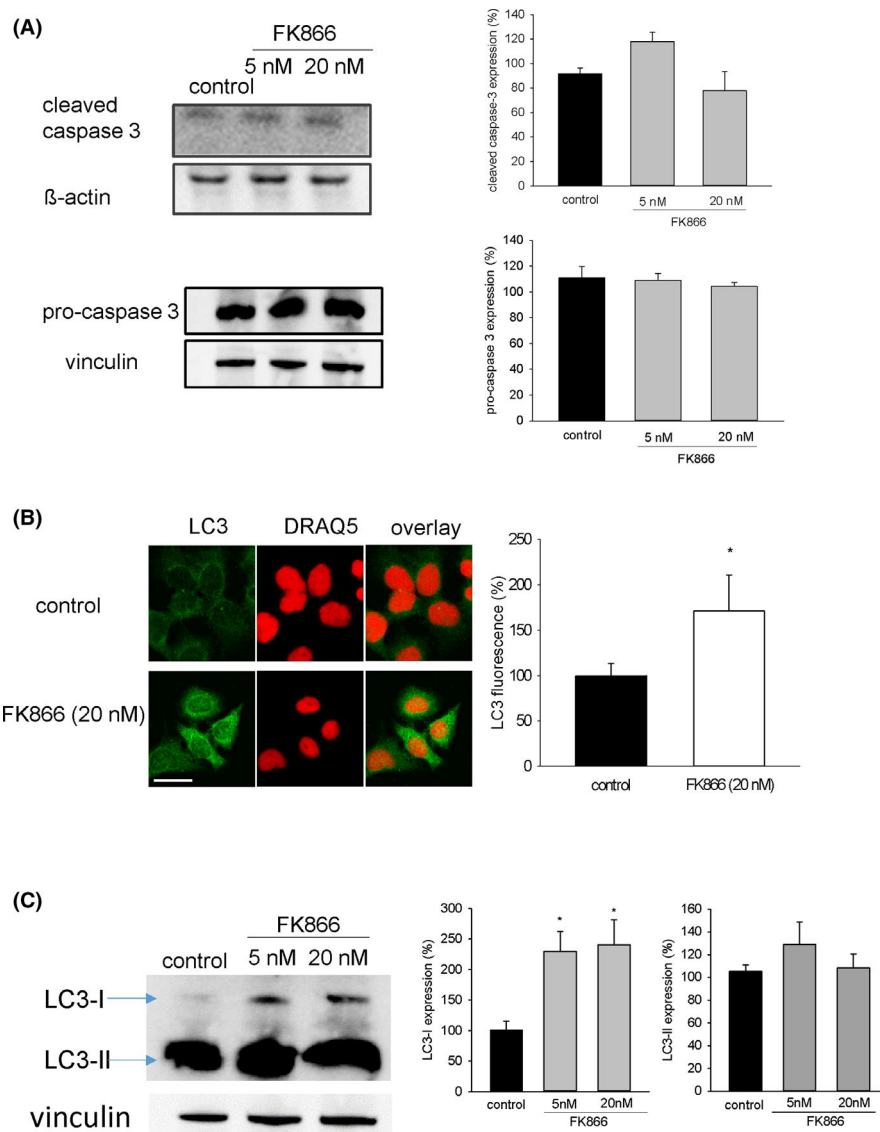 (A)
FK866
5 nM 20 nM
control
cleaved
caspase 3
ß-actin
pro-caspase 3
vinculin
cleaved caspase-3 expression (%)
140
120
100
80
60
40
20
0
control
5 nM
20 nM
FK866
pro-caspase 3 expression (%)
140
120
100
80
60
40
20
0
control
5 nM
20 nM
FK866
(B)
LC3 DRAQ5 overlay
control
FK866 (20 nM)
LC3 fluorescence (%)
250
200
150
100
50
0
*
control
FK866 (20 nM)
(C)
FK866
control 5 nM 20 nM
LC3-I
LC3-II
vinculin
LC3-I expression (%)
300
250
200
150
100
50
0
* *
control
5nM
20nM
FK866
LC3-II expression (%)
160
140
120
100
80
60
40
20
0
control
5nM
20nM
FK866